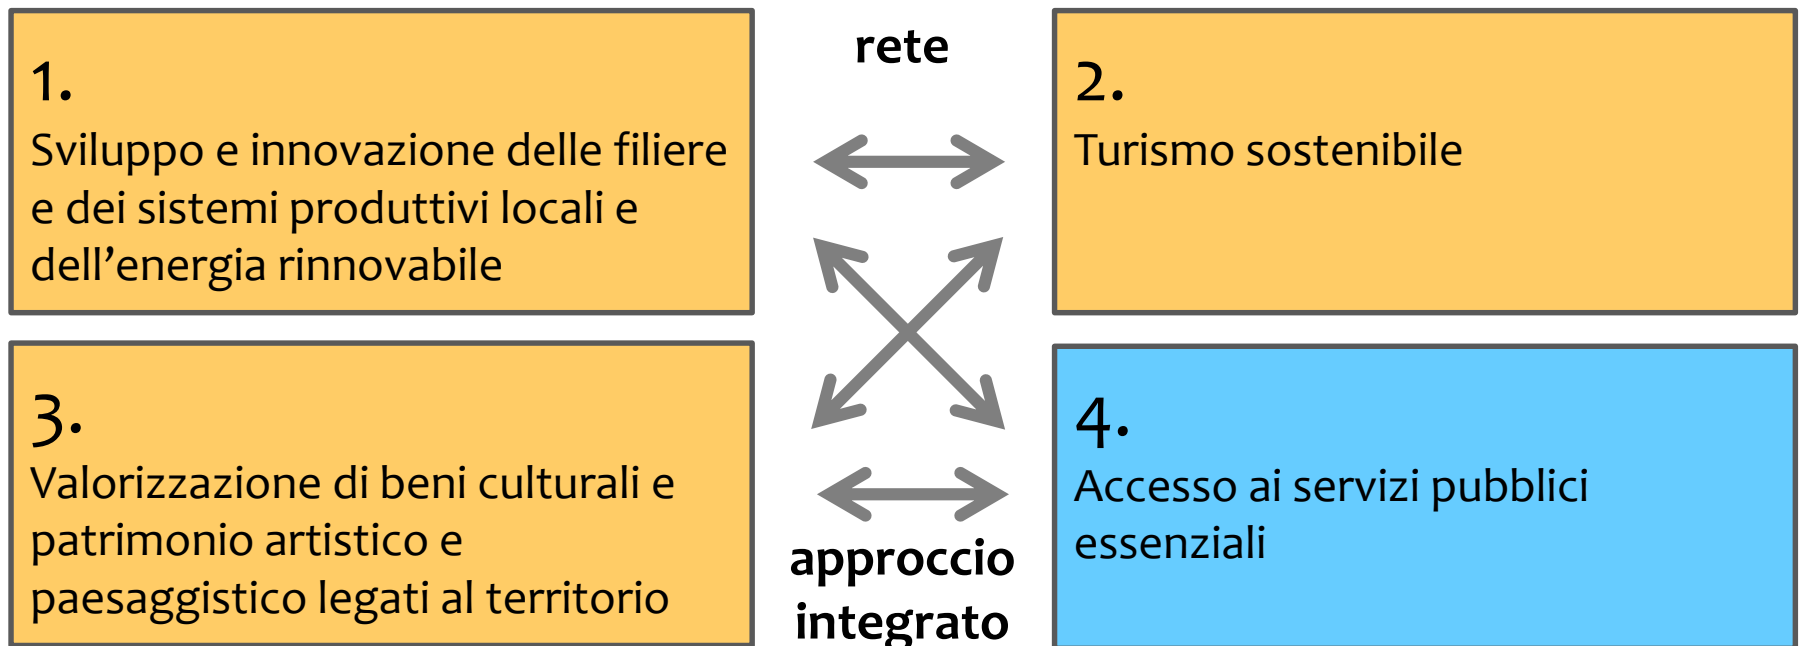 1.
Sviluppo e innovazione delle filiere
e dei sistemi produttivi locali e
dell’energia rinnovabile
rete
2.
Turismo sostenibile
3.
Valorizzazione di beni culturali e
patrimonio artistico e
paesaggistico legati al territorio
approccio
integrato
4.
Accesso ai servizi pubblici
essenziali